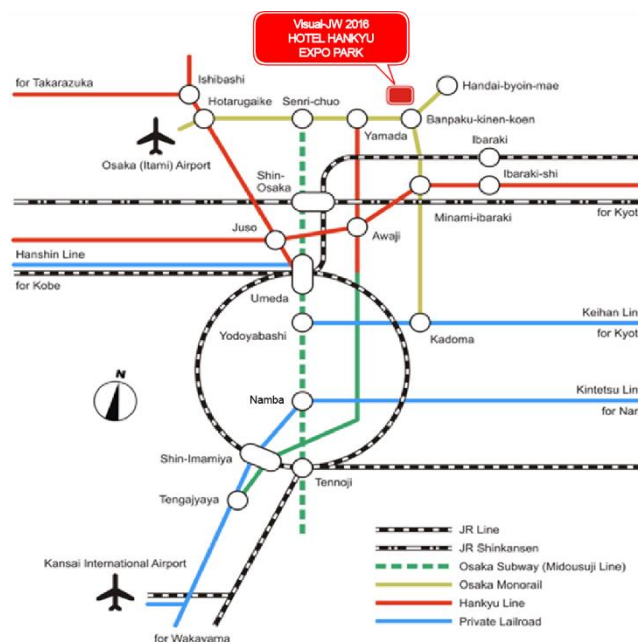 Visual-JW 2016
HOTEL HANKYU
EXPO PARK
for Takarazuka
Ishibashi
Handai-byoin-mae
Hotarugaike
Senri-chuo
Yamada
Banpaku-kinen-koen
Osaka (Itami) Airport
Ibaraki
Shin-
Osaka
Ibaraki-shi
Minami-ibaraki
for Kyot
Juso
Awaji
Hanshin Line
for Kobe
Umeda
Keihan Lin
for Kyot
Yodoyabashi
Kadoma
N
Kintetsu Lin
for Nar
Namba
Shin-Imamiya
Tennoji
Tengajyaya
Kansai International Airport
for Wakayama
JR Line
JR Shinkansen
Osaka Subway (Midousuji Line)
Osaka Monorail
Hankyu Line
Private Lailroad